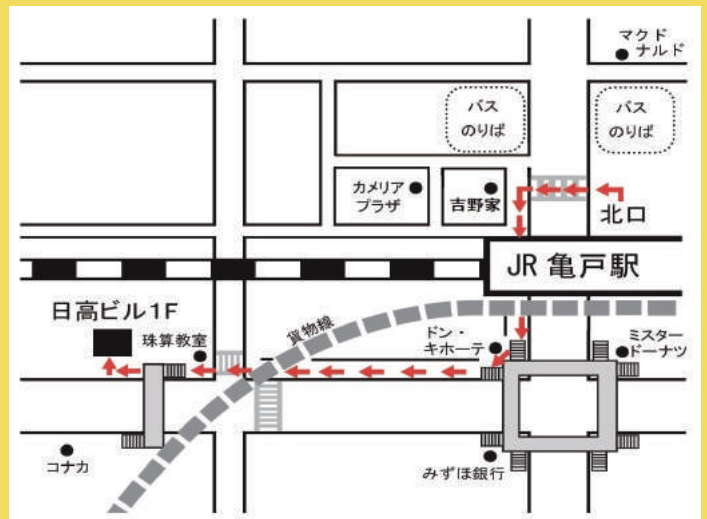 マクド
ナルド
バス
のりば
バス
のりば
カメリア
プラザ
吉野家
北口
JR 亀戸駅
日高ビル1F
珠算教室
貨物線
ドン・
キホーテ
ミスター
ドーナツ
コナカ
みずほ銀行